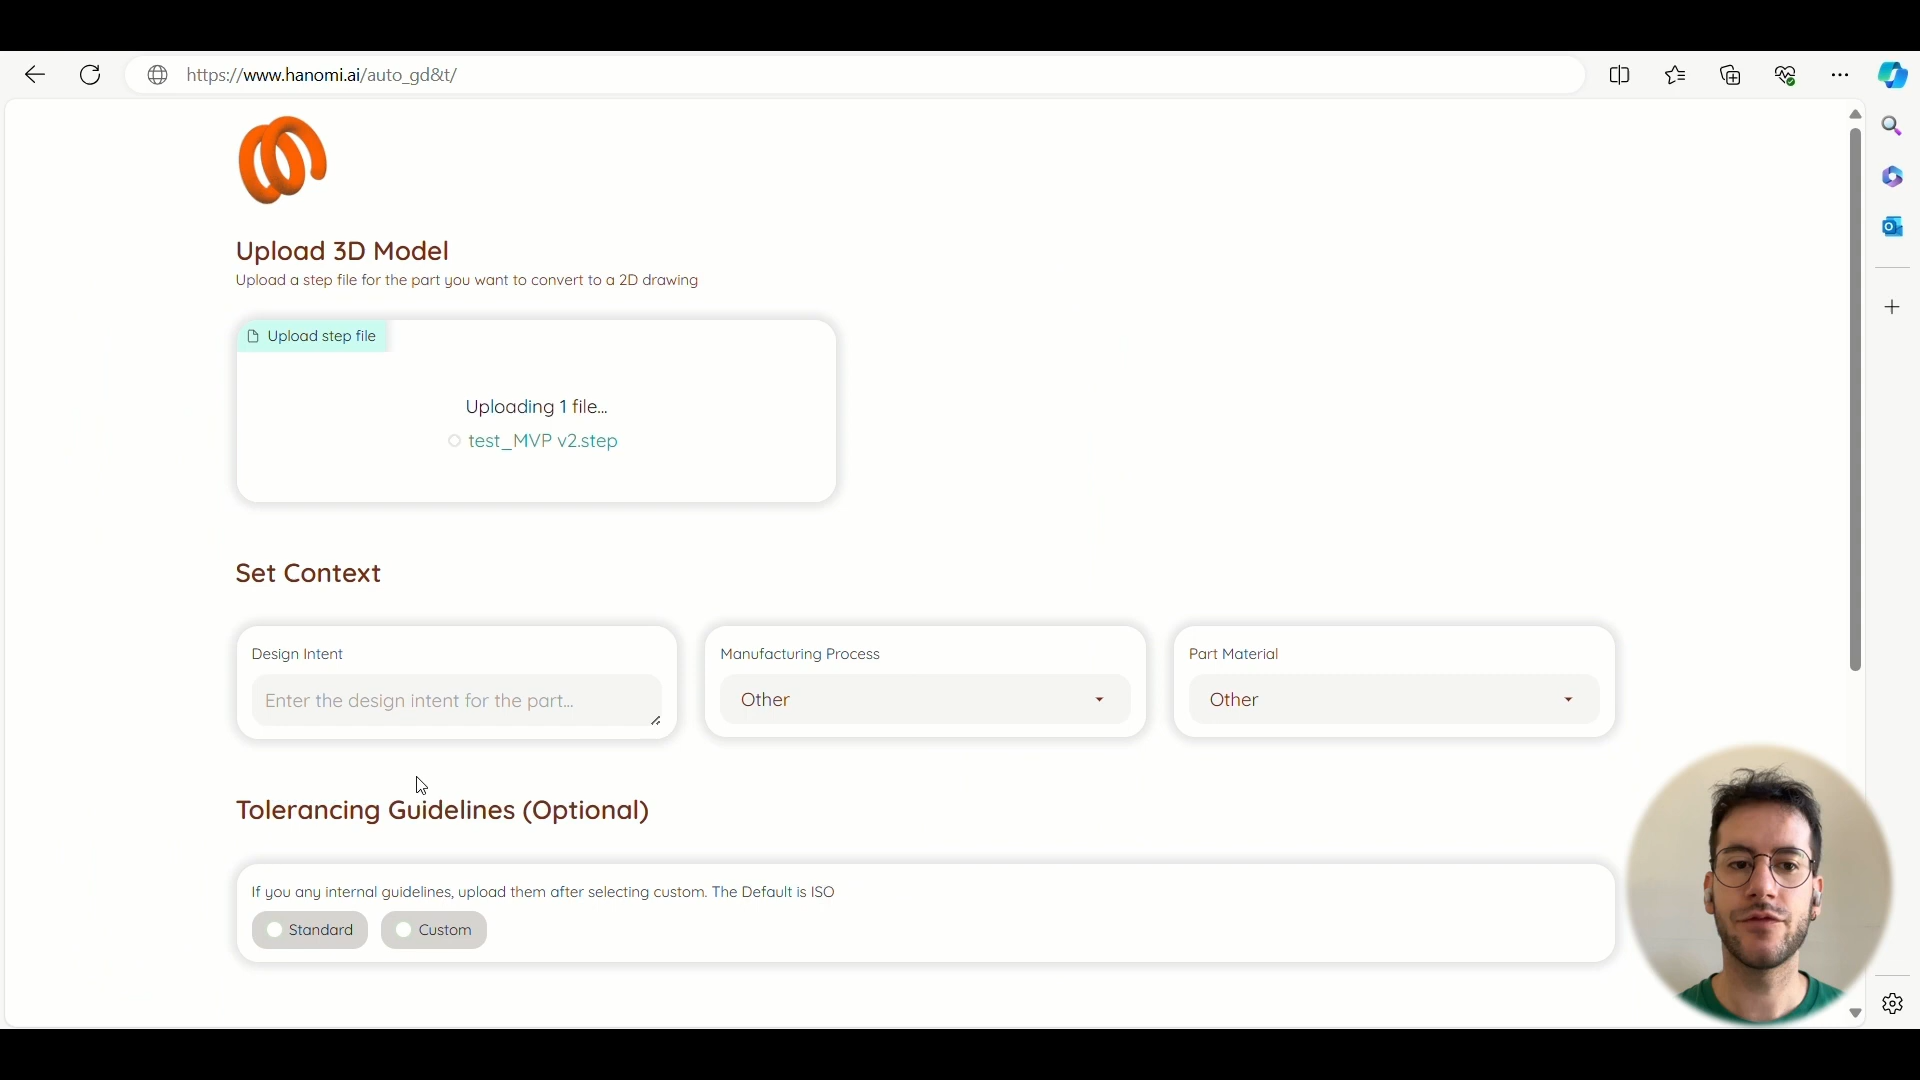 https://www.hanomi.ai/auto_gd&t/
Upload 3D Model
Upload a step file for the part you want to convert to a 2D drawing
Upload step file
Uploading 1 file...
test_MVP v2.step
Set Context
Design Intent
Manufacturing Process
Part Material
Enter the design intent for the part...
Other
Other
Tolerancing Guidelines (Optional)
If you any internal guidelines, upload them after selecting custom. The Default is ISO
Standard
Custom